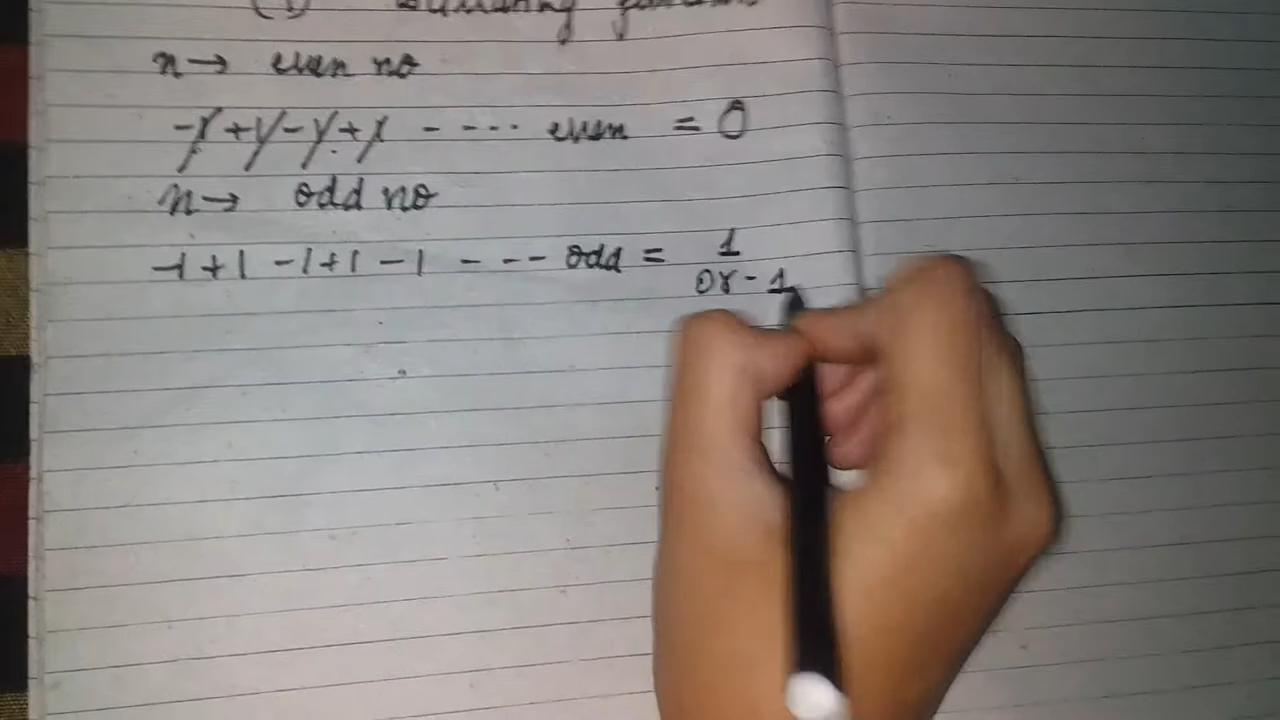 n → even no
-1 + 1 - 1 + 1 - - - - - even = 0
n → odd no
-1 + 1 - 1 + 1 - 1 - - - - odd = 1
or - 1